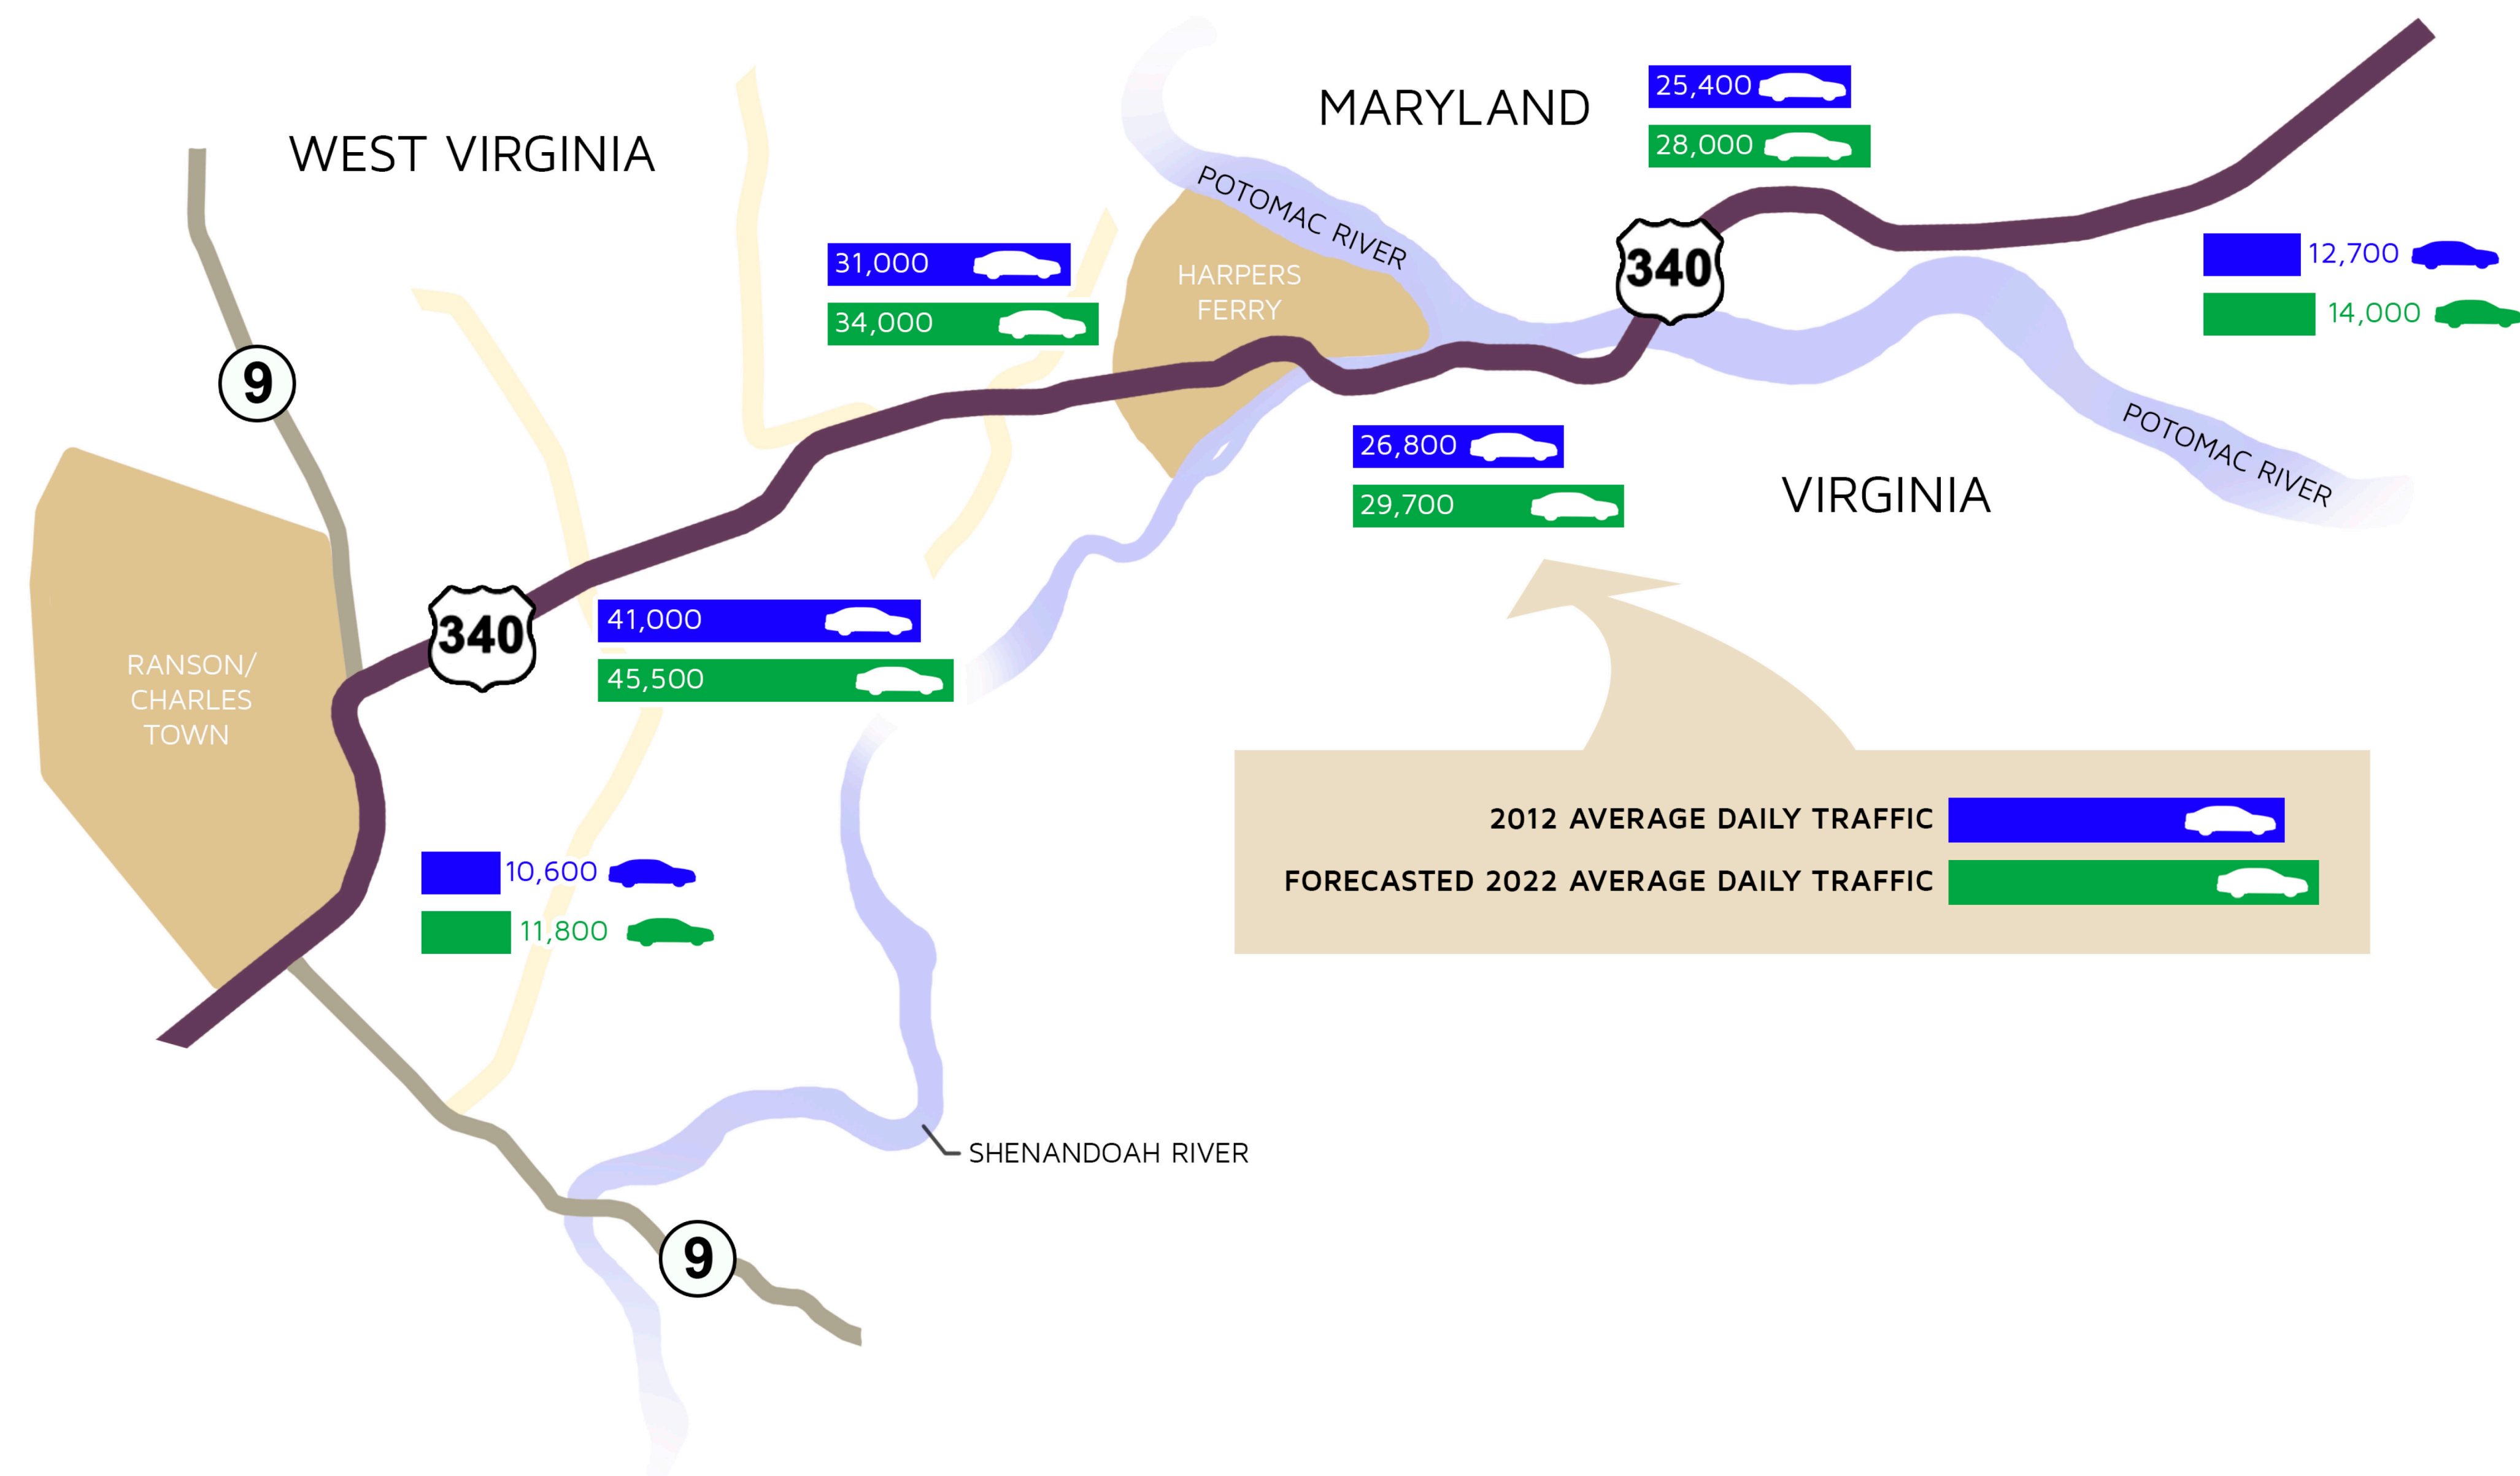 WEST VIRGINIA
MARYLAND
25,400
28,000
POTOMAC RIVER
31,000
34,000
HARPERS
FERRY
340
12,700
14,000
9
26,800
29,700
POTOMAC RIVER
VIRGINIA
340
41,000
45,500
RANSON/
CHARLES
TOWN
2012 AVERAGE DAILY TRAFFIC
FORECASTED 2022 AVERAGE DAILY TRAFFIC
10,600
11,800
SHENANDOAH RIVER
9